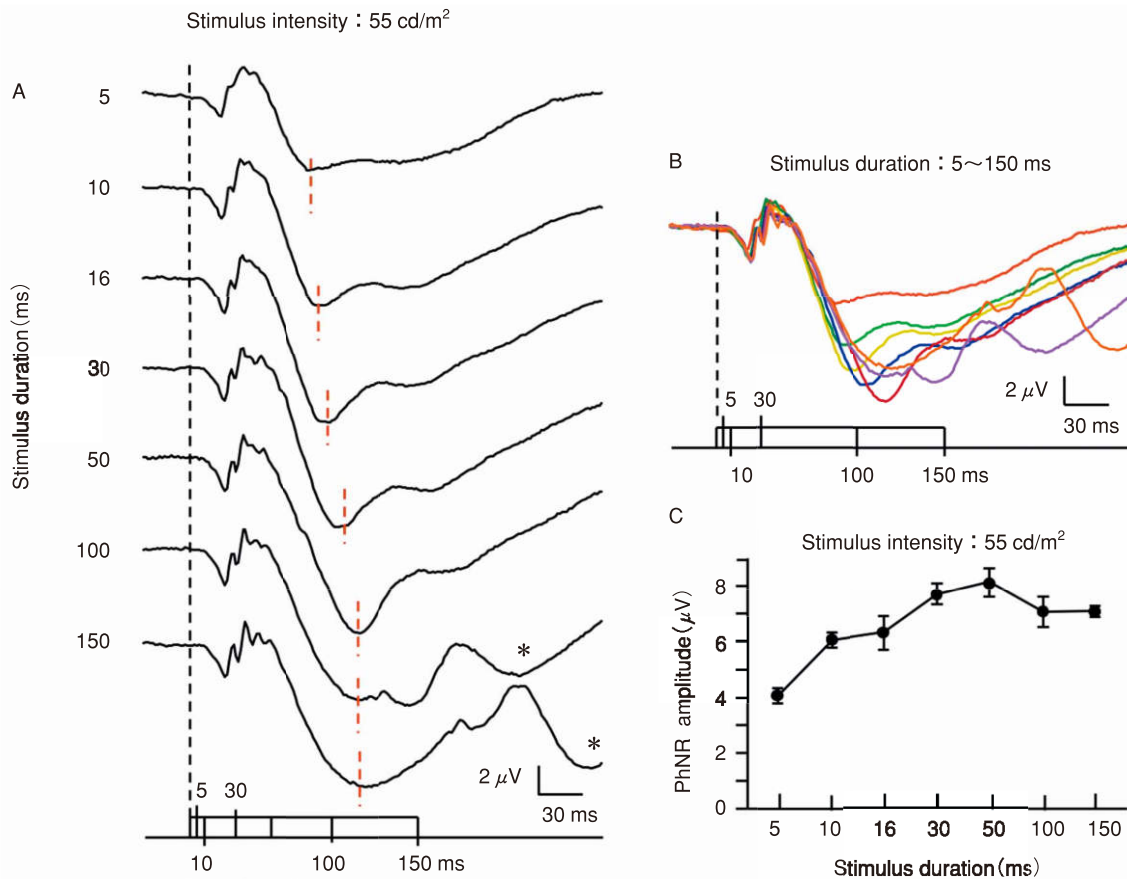 Stimulus intensity：55 cd/m²
A
Stimulus duration(ms)
5
10
16
30
50
100
150
*
*
2 μV
30 ms
5 30
10 100 150 ms
B Stimulus duration：5～150 ms
2 μV
30 ms
5 30
10 100 150 ms
C
Stimulus intensity：55 cd/m²
PhNR amplitude(μV)
8
6
4
2
0
5 10 16 30 50 100 150
Stimulus duration(ms)